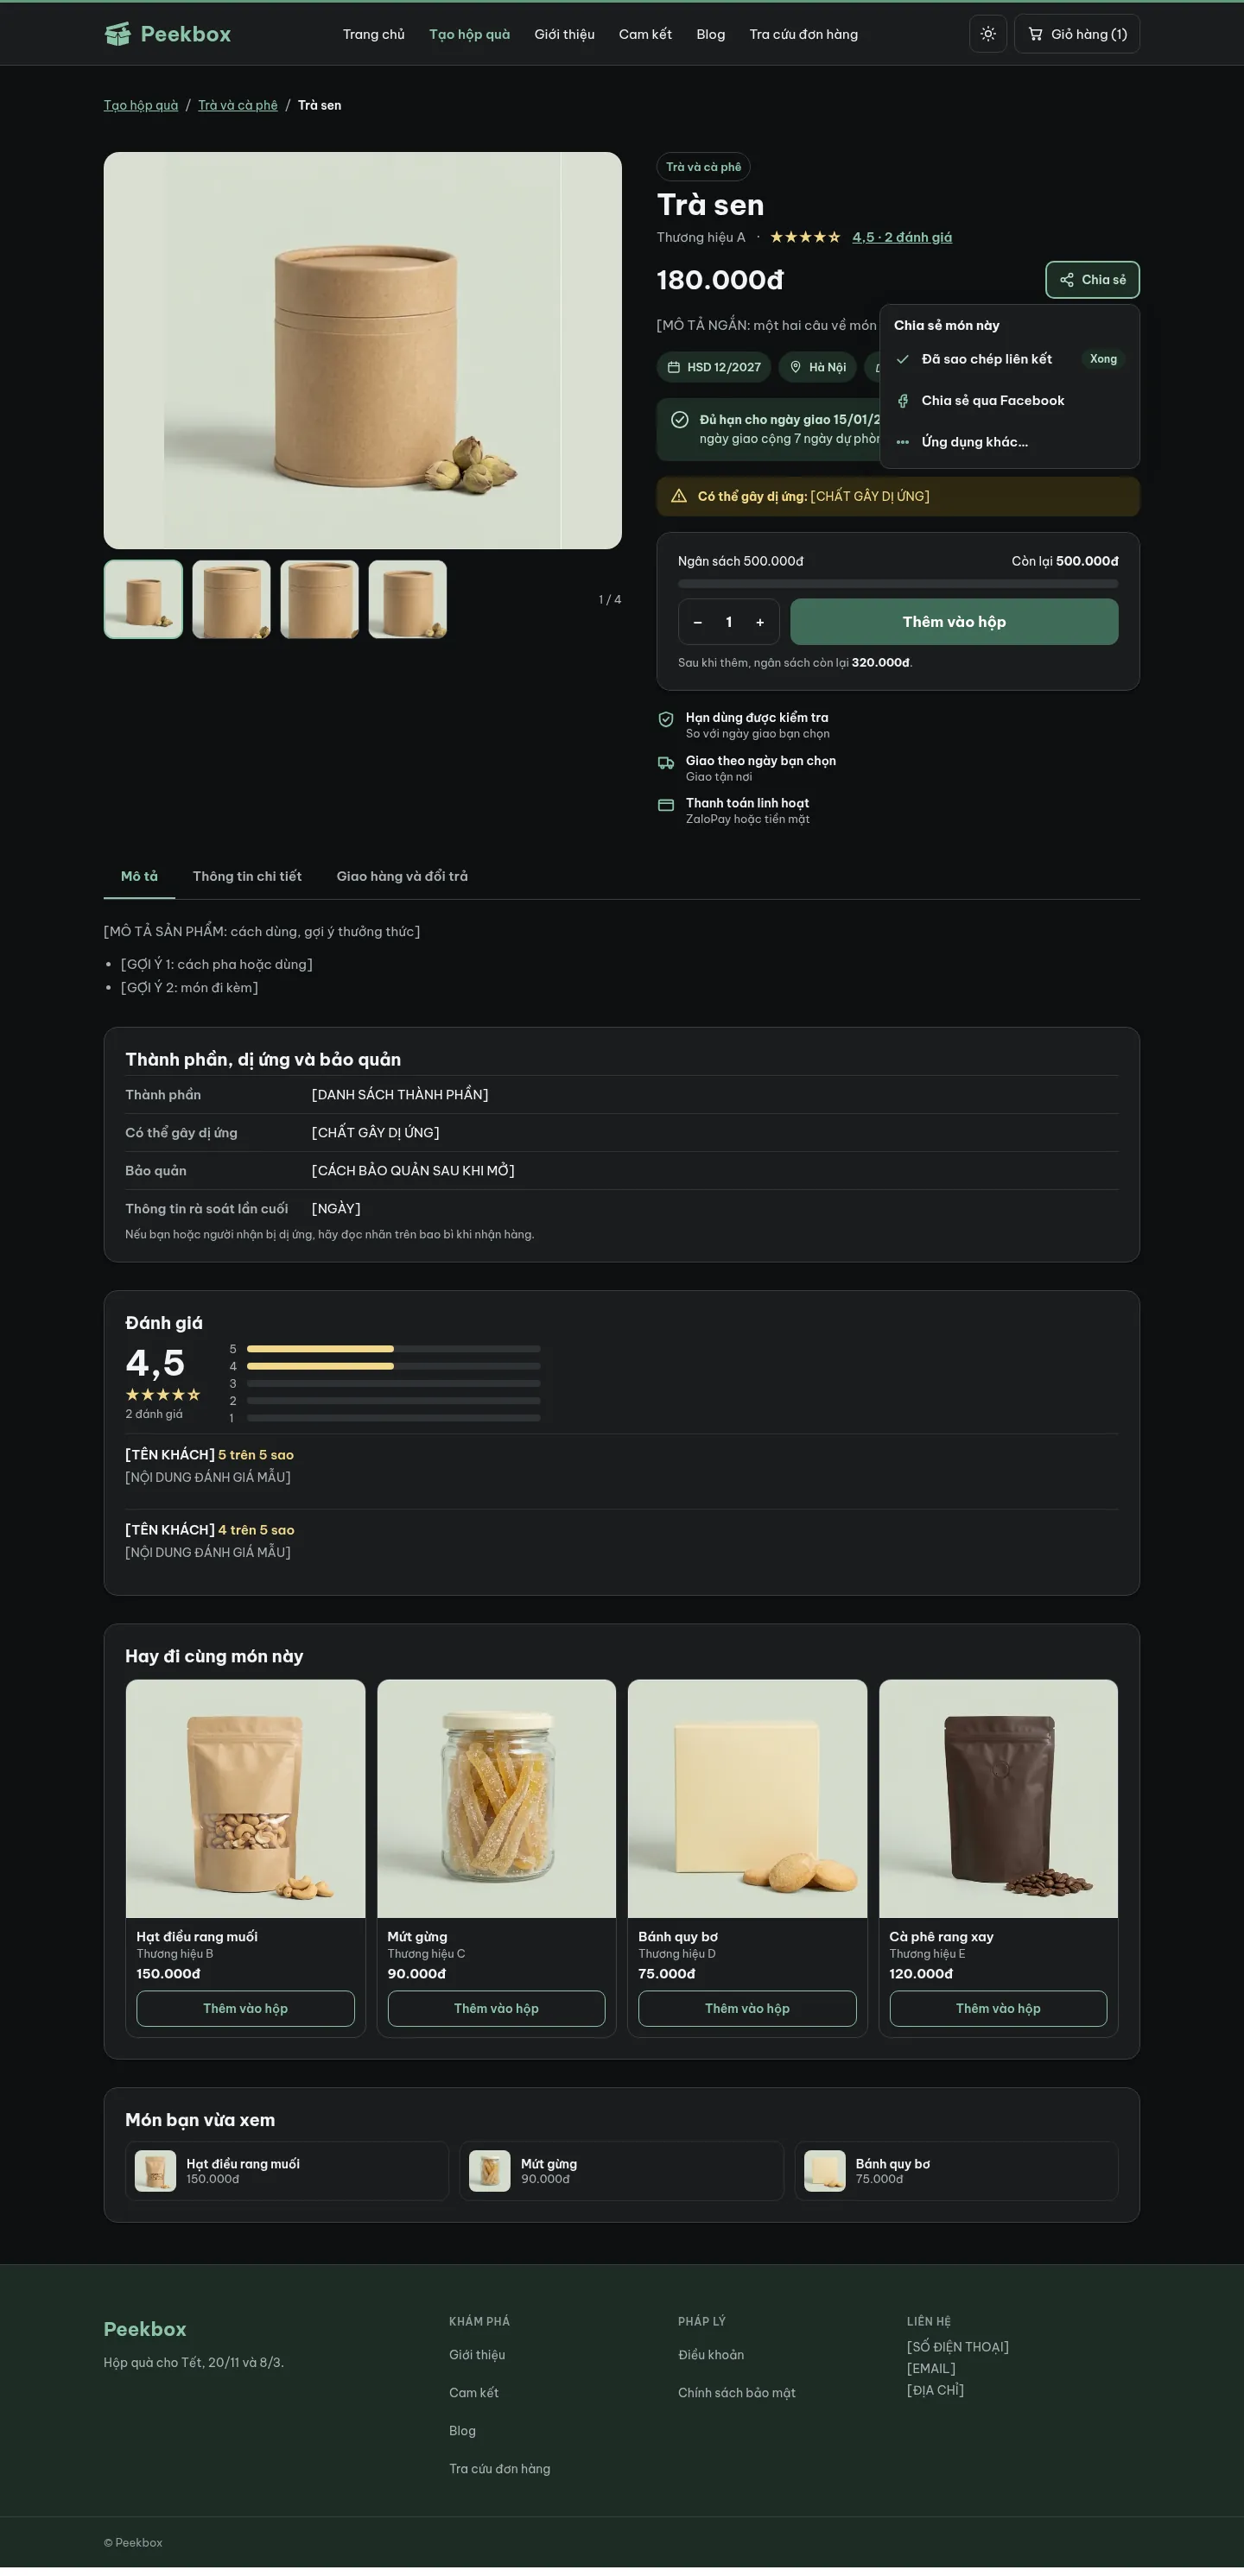 Peekbox
Trang chủ
Tạo hộp quà
Giới thiệu
Cam kết
Blog
Tra cứu đơn hàng
Giỏ hàng (1)
Tạo hộp quà / Trà và cà phê / Trà sen
Trà và cà phê
Trà sen
Thương hiệu A · ★★★★☆ 4,5 · 2 đánh giá
180.000đ
Chia sẻ
[MÔ TẢ NGẮN: một hai câu về món
Chia sẻ món này
Đã sao chép liên kết
Xong
Chia sẻ qua Facebook
Ứng dụng khác...
HSD 12/2027
Hà Nội
Đủ hạn cho ngày giao 15/01/2
ngày giao cộng 7 ngày dự phòn
Có thể gây dị ứng: [CHẤT GÂY DỊ ỨNG]
1 / 4
Ngân sách 500.000đ
Còn lại 500.000đ
− 1 +
Thêm vào hộp
Sau khi thêm, ngân sách còn lại 320.000đ.
Hạn dùng được kiểm tra
So với ngày giao bạn chọn
Giao theo ngày bạn chọn
Giao tận nơi
Thanh toán linh hoạt
ZaloPay hoặc tiền mặt
Mô tả
Thông tin chi tiết
Giao hàng và đổi trả
[MÔ TẢ SẢN PHẨM: cách dùng, gợi ý thưởng thức]
• [GỢI Ý 1: cách pha hoặc dùng]
• [GỢI Ý 2: món đi kèm]
Thành phần, dị ứng và bảo quản
Thành phần [DANH SÁCH THÀNH PHẦN]
Có thể gây dị ứng [CHẤT GÂY DỊ ỨNG]
Bảo quản [CÁCH BẢO QUẢN SAU KHI MỞ]
Thông tin rà soát lần cuối [NGÀY]
Nếu bạn hoặc người nhận bị dị ứng, hãy đọc nhãn trên bao bì khi nhận hàng.
Đánh giá
4,5
★★★★☆
2 đánh giá
5
4
3
2
1
[TÊN KHÁCH] 5 trên 5 sao
[NỘI DUNG ĐÁNH GIÁ MẪU]
[TÊN KHÁCH] 4 trên 5 sao
[NỘI DUNG ĐÁNH GIÁ MẪU]
Hay đi cùng món này
Hạt điều rang muối
Thương hiệu B
150.000đ
Thêm vào hộp
Mứt gừng
Thương hiệu C
90.000đ
Thêm vào hộp
Bánh quy bơ
Thương hiệu D
75.000đ
Thêm vào hộp
Cà phê rang xay
Thương hiệu E
120.000đ
Thêm vào hộp
Món bạn vừa xem
Hạt điều rang muối
150.000đ
Mứt gừng
90.000đ
Bánh quy bơ
75.000đ
Peekbox
Hộp quà cho Tết, 20/11 và 8/3.
KHÁM PHÁ
Giới thiệu
Cam kết
Blog
Tra cứu đơn hàng
PHÁP LÝ
Điều khoản
Chính sách bảo mật
LIÊN HỆ
[SỐ ĐIỆN THOẠI]
[EMAIL]
[ĐỊA CHỈ]
© Peekbox